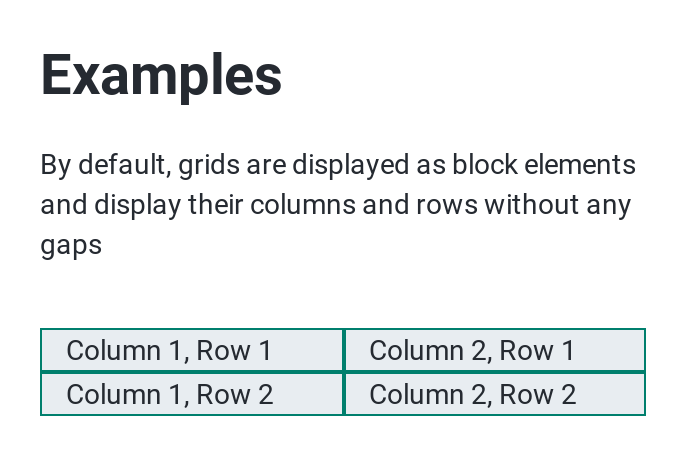 Examples
By default, grids are displayed as block elements
and display their columns and rows without any
gaps
Column 1, Row 1 Column 2, Row 1
Column 1, Row 2 Column 2, Row 2